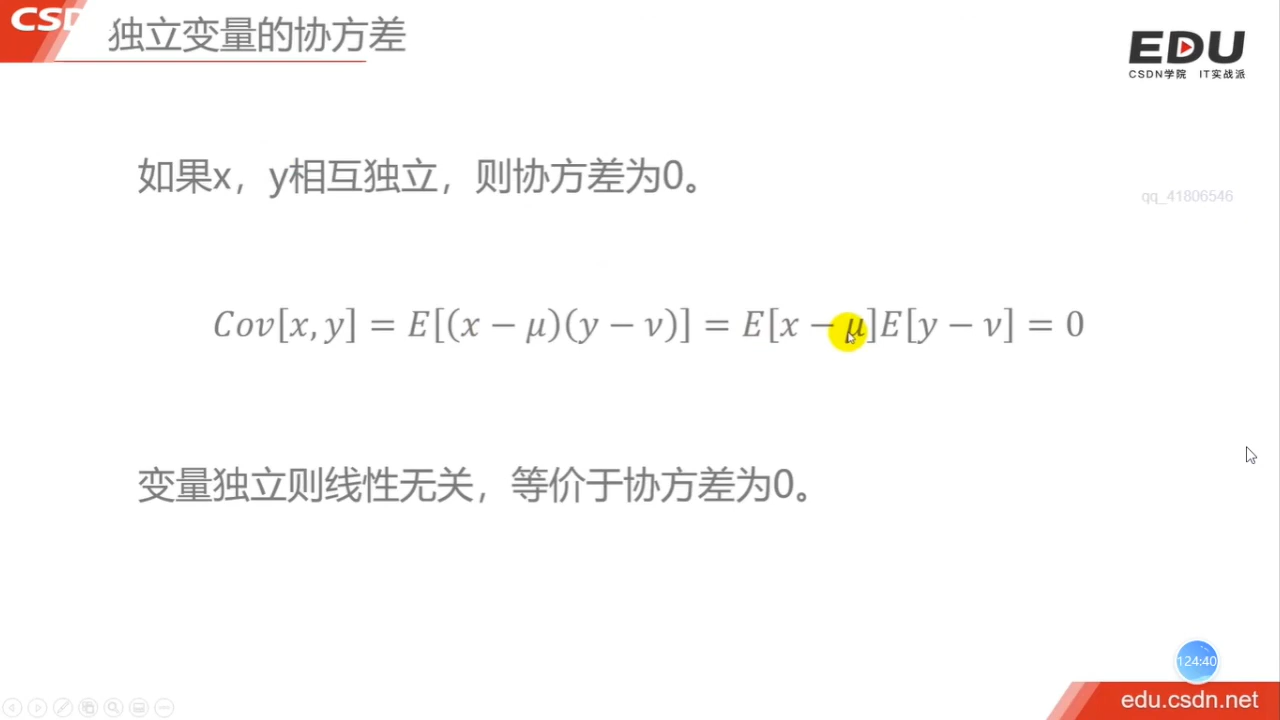 CSD
独立变量的协方差
EDU
CSDN学院 IT实战派
如果x，y相互独立，则协方差为0。
qq_41806546
Cov[x, y] = E[(x − μ)(y − ν)] = E[x − μ]E[y − ν] = 0
变量独立则线性无关，等价于协方差为0。
124:40
edu.csdn.net